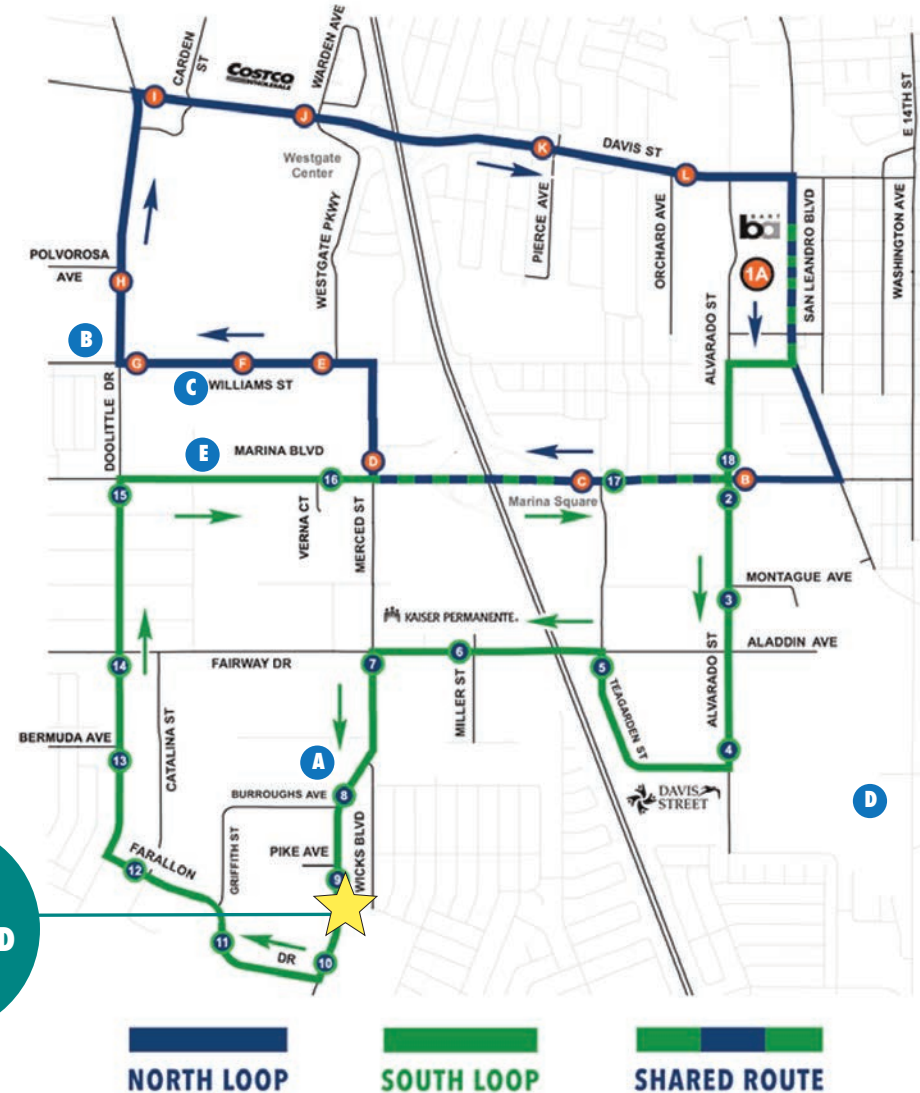 CARDEN
ST
COSTCO
WHOLESALE
WARDEN AVE
E 14TH ST
I
J
K
DAVIS ST
L
Westgate
Center
WESTGATE PKWY
PIERCE AVE
ORCHARD AVE
BART
ba
1A
SAN LEANDRO BLVD
WASHINGTON AVE
POLVOROSA
AVE
H
B
ALVARADO ST
G
F
E
C
WILLIAMS ST
DOOLITTLE DR
E
MARINA BLVD
D
18
15
16
C
17
B
2
Marina Square
VERNA CT
MERCED ST
3
MONTAGUE AVE
KAISER PERMANENTE.
14
FAIRWAY DR
7
6
5
ALADDIN AVE
MILLER ST
TEAGARDEN ST
ALVARADO ST
BERMUDA AVE
13
CATALINA ST
A
4
8
BURROUGHS AVE
DAVIS
STREET
D
GRIFFITH ST
PIKE AVE
WICKS BLVD
FARALLON
12
9
D
11
DR
10
NORTH LOOP
SOUTH LOOP
SHARED ROUTE